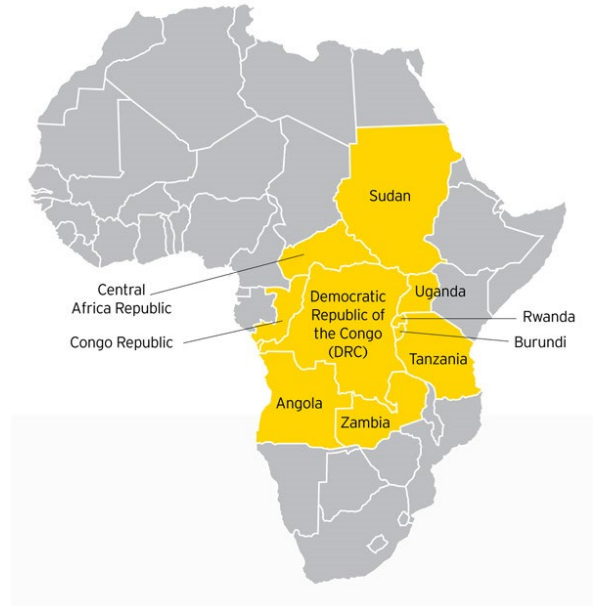 Sudan
Central
Africa Republic
Congo Republic
Democratic
Republic of
the Congo
(DRC)
Uganda
Rwanda
Burundi
Tanzania
Angola
Zambia